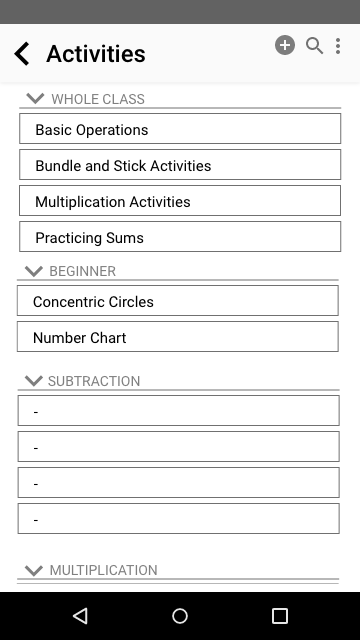 Activities
WHOLE CLASS
Basic Operations
Bundle and Stick Activities
Multiplication Activities
Practicing Sums
BEGINNER
Concentric Circles
Number Chart
SUBTRACTION
-
-
-
-
MULTIPLICATION